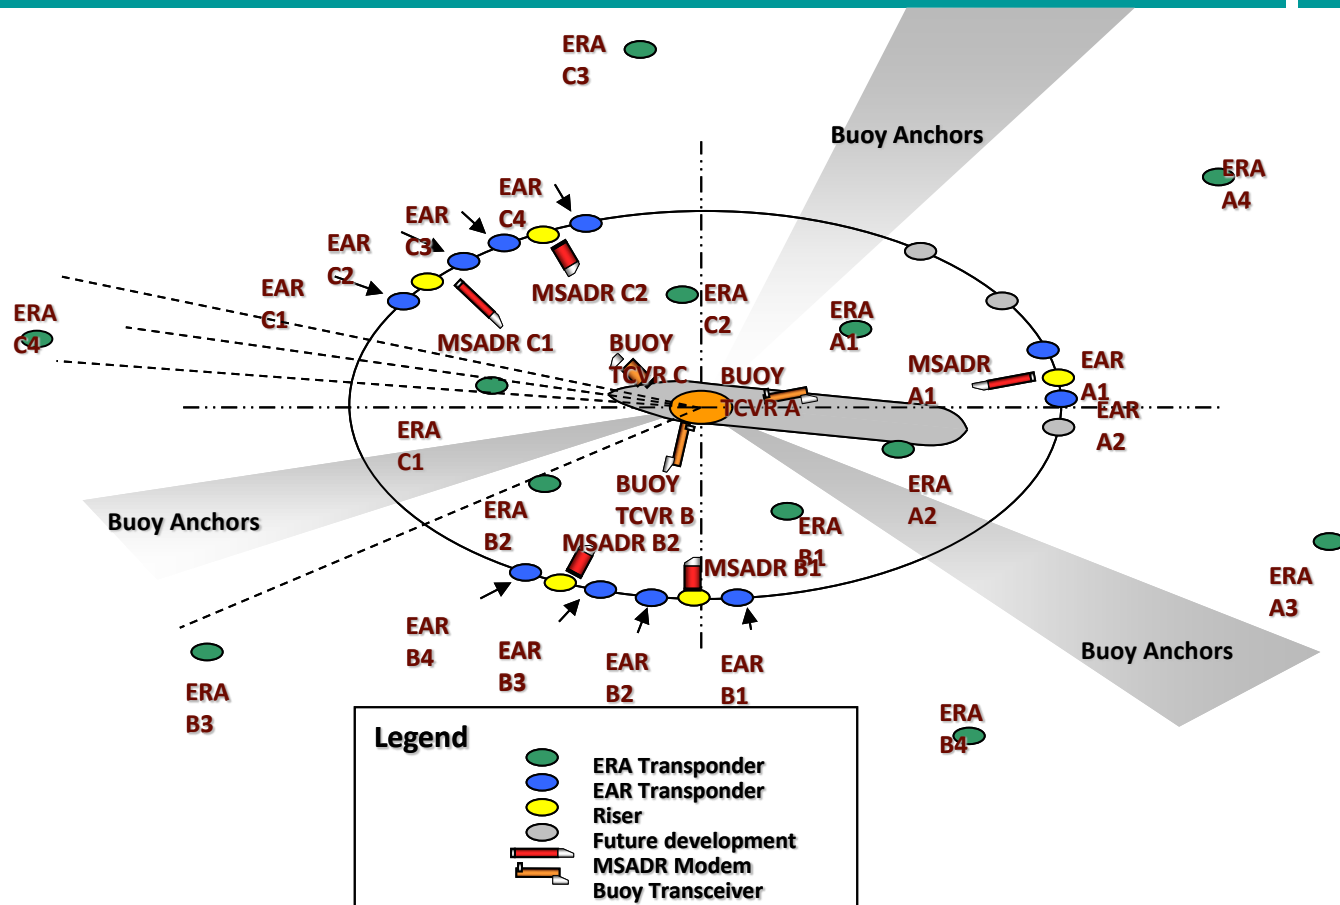 ERA
C3
Buoy Anchors
ERA
A4
EAR
C4
EAR
C3
EAR
C2
EAR
C1
MSADR C2
ERA
C2
ERA
A1
ERA
C4
MSADR C1
BUOY
TCVR C
BUOY
TCVR A
MSADR
A1
EAR
A1
EAR
A2
ERA
C1
BUOY
TCVR B
ERA
A2
Buoy Anchors
ERA
B2
MSADR B2
ERA
B1
MSADR B1
ERA
A3
EAR
B4
EAR
B3
EAR
B2
EAR
B1
Buoy Anchors
ERA
B3
ERA
B4
Legend
ERA Transponder
EAR Transponder
Riser
Future development
MSADR Modem
Buoy Transceiver